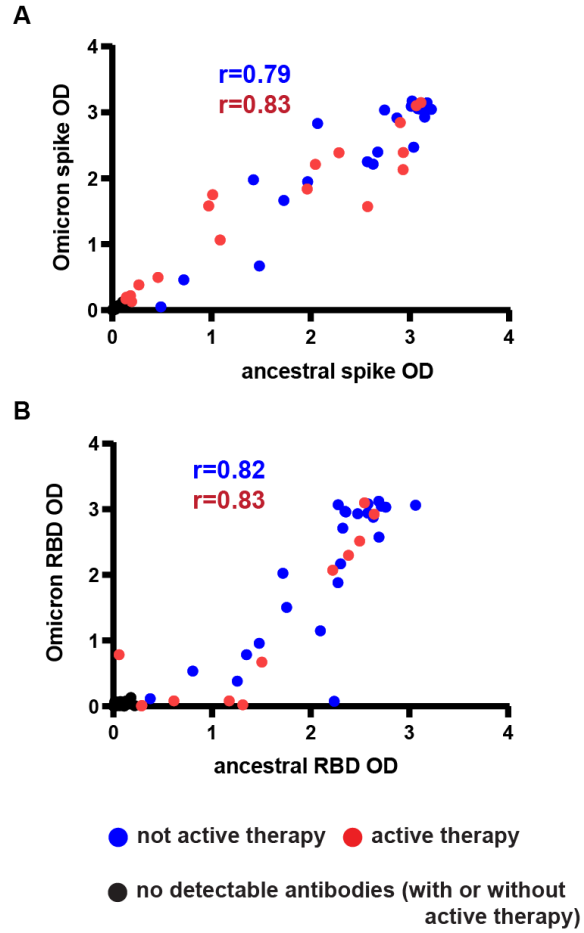 A
4
r=0.79
r=0.83
3
2
1
0
Omicron spike OD
0 1 2 3 4
ancestral spike OD
B
4
r=0.82
r=0.83
3
2
1
0
Omicron RBD OD
0 1 2 3 4
ancestral RBD OD
not active therapy active therapy
no detectable antibodies (with or without
active therapy)